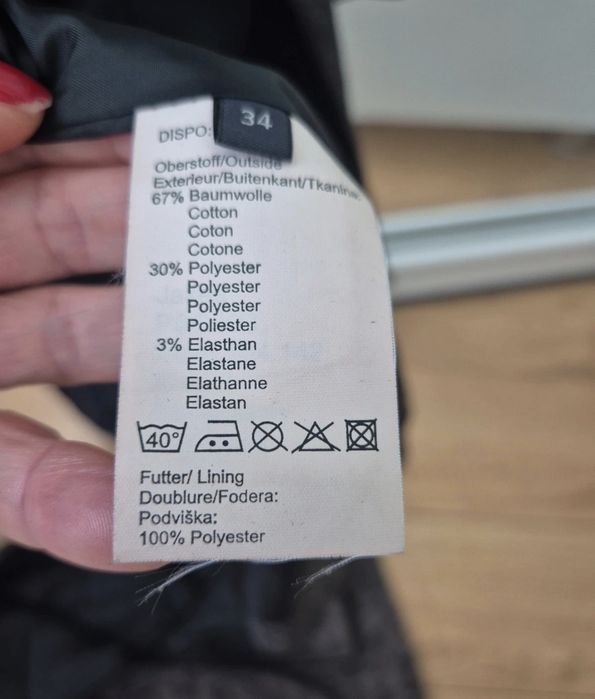 34
DISPO:
Oberstoff/Outside
Exterieur/Buitenkant/Tkanina:
67% Baumwolle
Cotton
Coton
Cotone
30% Polyester
Polyester
Polyester
Poliester
3% Elasthan
Elastane
Elathanne
Elastan
40°
Futter/ Lining
Doublure/Fodera:
Podviška:
100% Polyester